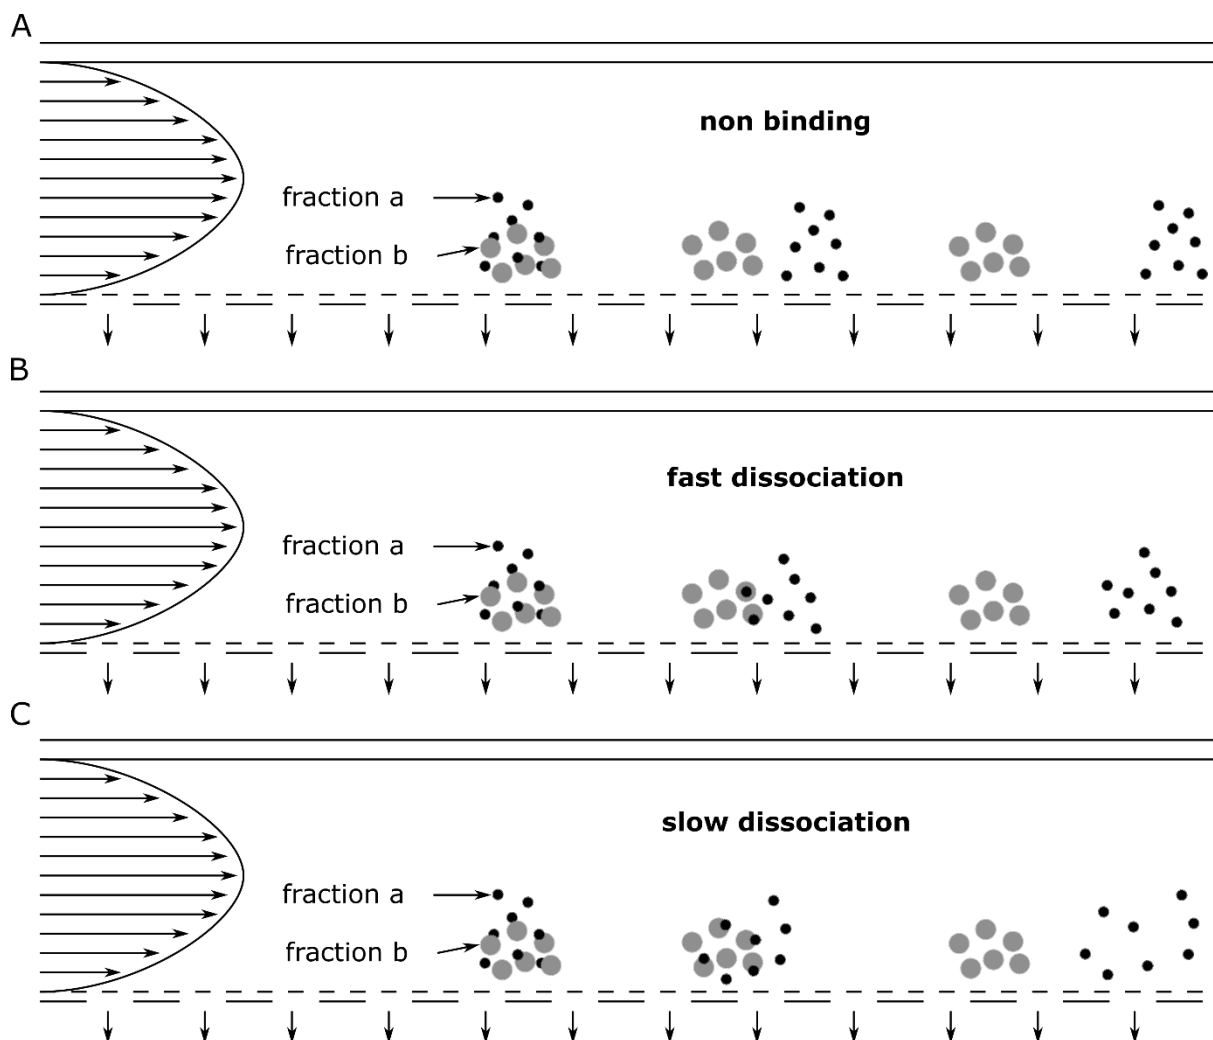 A
non binding
fraction a
fraction b
B
fast dissociation
fraction a
fraction b
C
slow dissociation
fraction a
fraction b